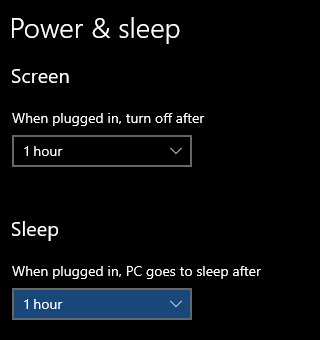 Power & sleep
Screen
When plugged in, turn off after
1 hour
Sleep
When plugged in, PC goes to sleep after
1 hour